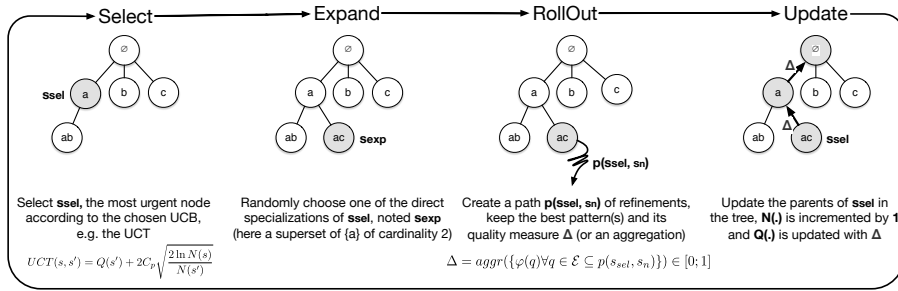 Select
Expand
RollOut
Update
∅
ssel
a
b
c
ab
∅
a
b
c
ab
ac
sexp
∅
a
b
c
ab
ac
p(ssel, sn)
∅
Δ
a
b
c
Δ
ab
ac
ssel
Select ssel, the most urgent node
according to the chosen UCB,
e.g. the UCT
UCT(s, s′) = Q(s′) + 2C_p √(2 ln N(s) / N(s′))
Randomly choose one of the direct
specializations of ssel, noted sexp
(here a superset of {a} of cardinality 2)
Create a path p(ssel, sn) of refinements,
keep the best pattern(s) and its
quality measure Δ (or an aggregation)
Δ = aggr({φ(q)∀q ∈ ℰ ⊆ p(s_sel, s_n)}) ∈ [0; 1]
Update the parents of ssel in
the tree, N(.) is incremented by 1
and Q(.) is updated with Δ